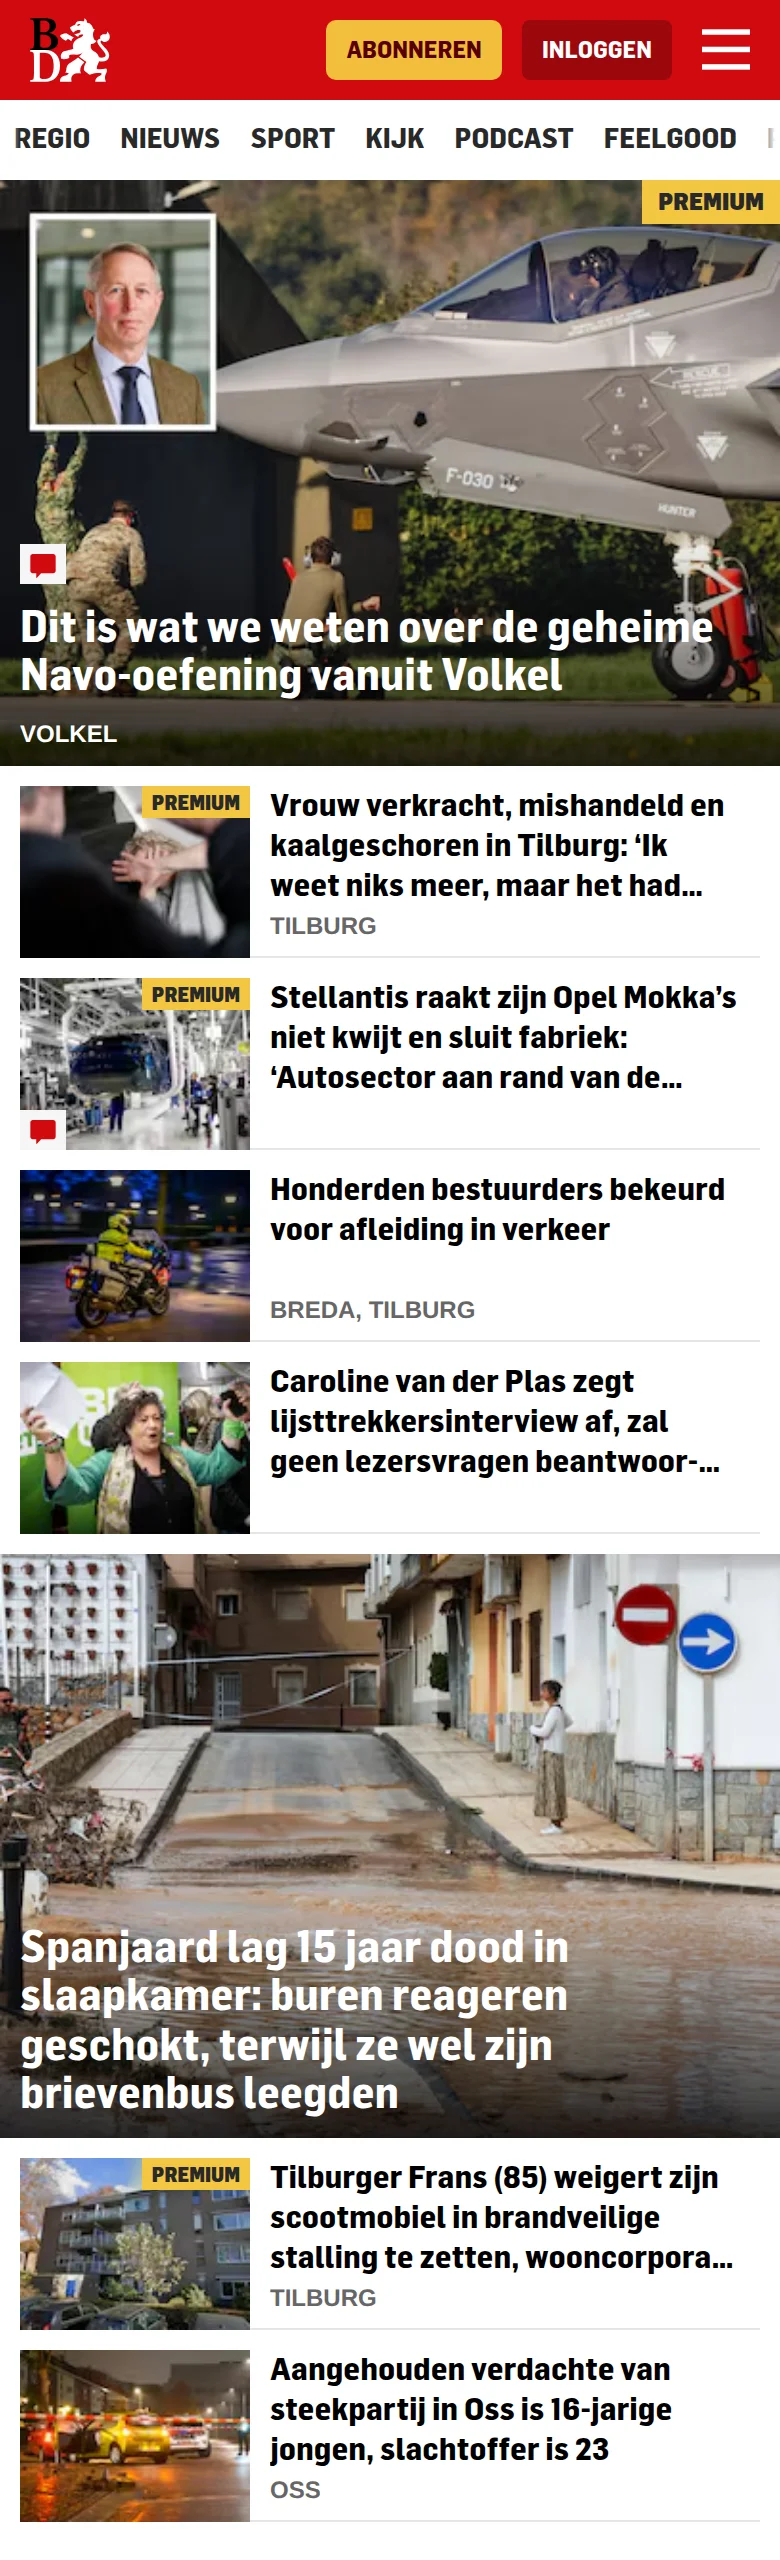 B
D
ABONNEREN
INLOGGEN
REGIO NIEUWS SPORT KIJK PODCAST FEELGOOD
PREMIUM
F-030
HUNTER
Dit is wat we weten over de geheime
Navo-oefening vanuit Volkel
VOLKEL
PREMIUM
Vrouw verkracht, mishandeld en
kaalgeschoren in Tilburg: ‘Ik
weet niks meer, maar het had...
TILBURG
PREMIUM
Stellantis raakt zijn Opel Mokka’s
niet kwijt en sluit fabriek:
‘Autosector aan rand van de...
Honderden bestuurders bekeurd
voor afleiding in verkeer
BREDA, TILBURG
Caroline van der Plas zegt
lijsttrekkersinterview af, zal
geen lezersvragen beantwoor-...
Spanjaard lag 15 jaar dood in
slaapkamer: buren reageren
geschokt, terwijl ze wel zijn
brievenbus leegden
PREMIUM
Tilburger Frans (85) weigert zijn
scootmobiel in brandveilige
stalling te zetten, wooncorpora...
TILBURG
Aangehouden verdachte van
steekpartij in Oss is 16-jarige
jongen, slachtoffer is 23
OSS